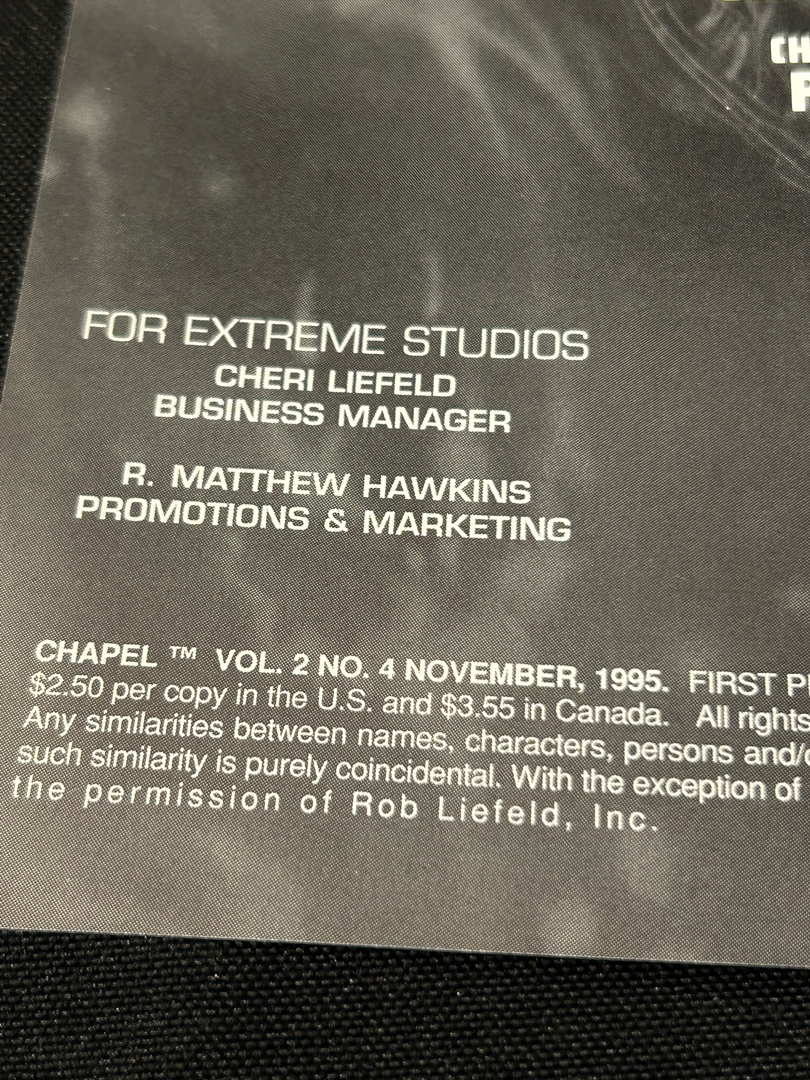 CH
FOR EXTREME STUDIOS
CHERI LIEFELD
BUSINESS MANAGER
R. MATTHEW HAWKINS
PROMOTIONS & MARKETING
CHAPEL ™ VOL. 2 NO. 4 NOVEMBER, 1995. FIRST
$2.50 per copy in the U.S. and $3.55 in Canada. All rights
Any similarities between names, characters, persons
such similarity is purely coincidental. With the exception of
the permission of Rob Liefeld, Inc.